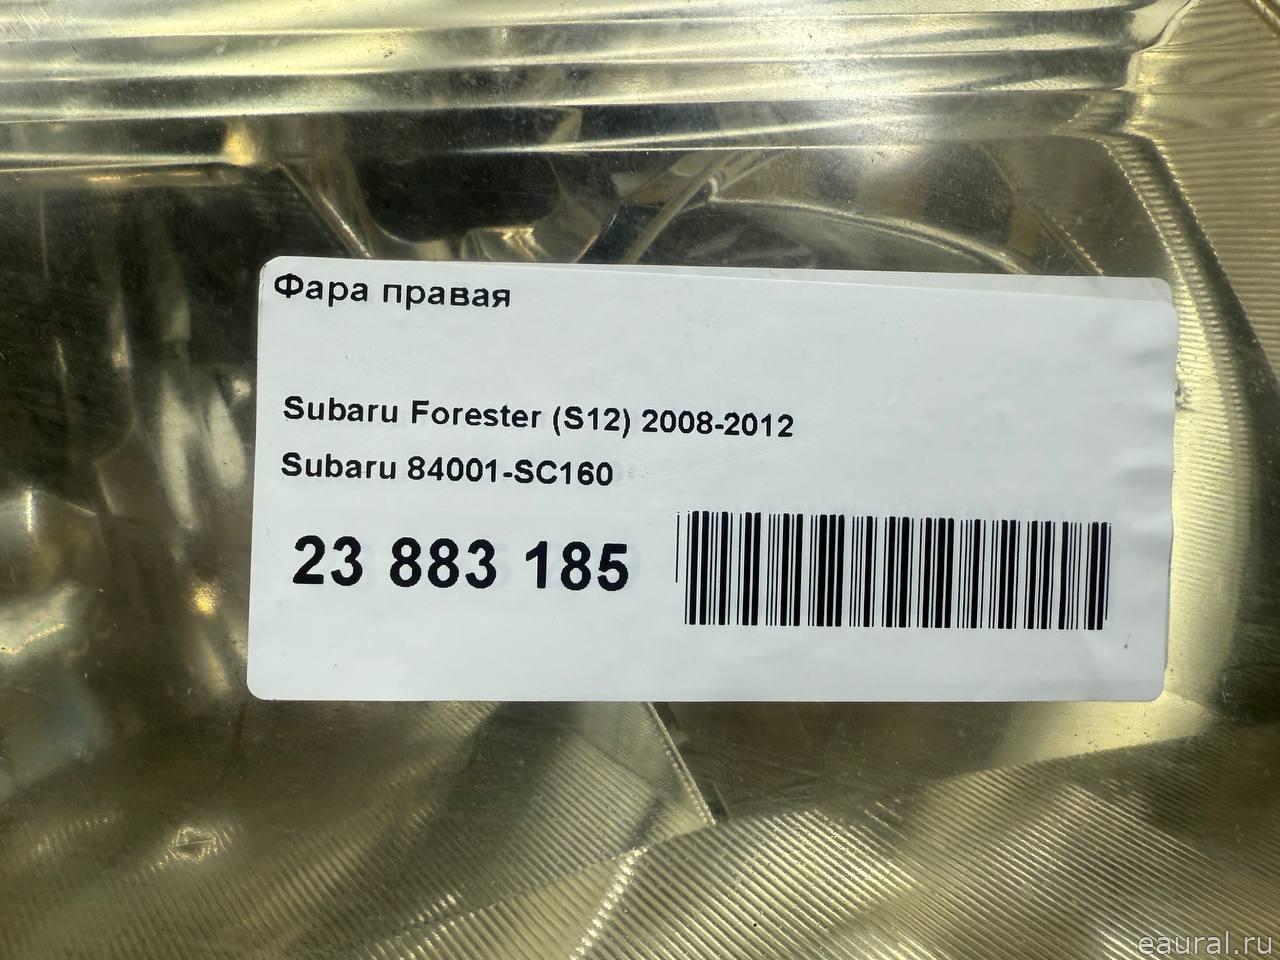 Фара правая
Subaru Forester (S12) 2008-2012
Subaru 84001-SC160
23 883 185
eaural.ru